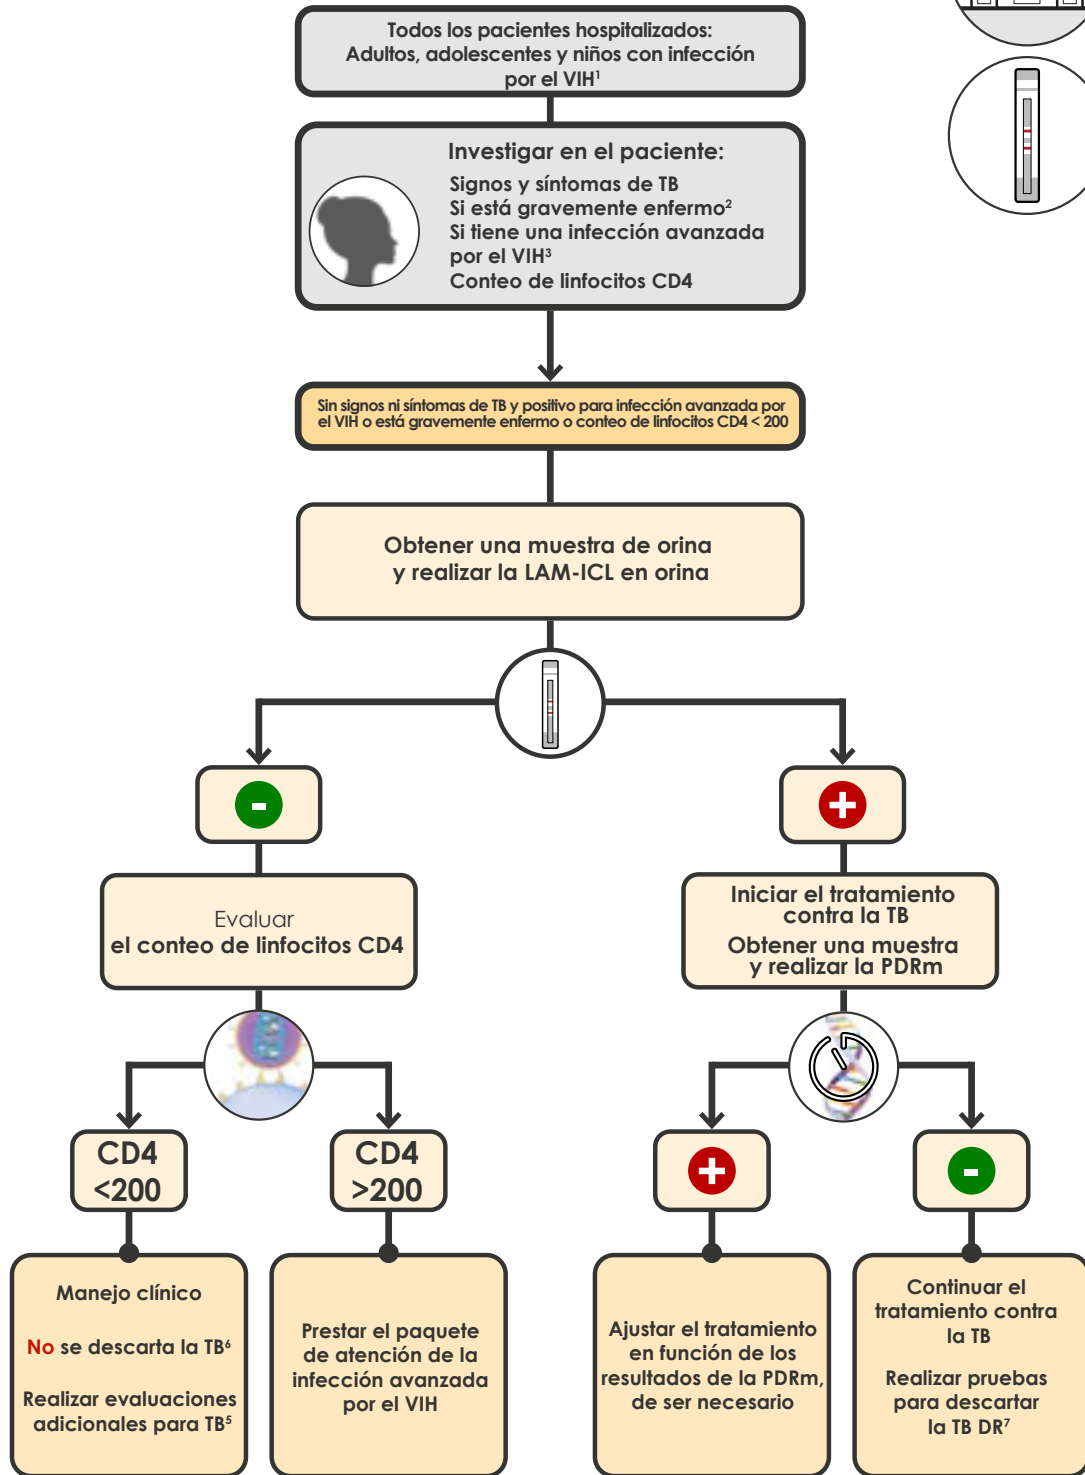 Todos los pacientes hospitalizados:
Adultos, adolescentes y niños con infección
por el VIH¹
Investigar en el paciente:
Signos y síntomas de TB
Si está gravemente enfermo²
Si tiene una infección avanzada
por el VIH³
Conteo de linfocitos CD4
Sin signos ni síntomas de TB y positivo para infección avanzada por
el VIH o está gravemente enfermo o conteo de linfocitos CD4 < 200
Obtener una muestra de orina
y realizar la LAM-ICL en orina
-
+
Evaluar
el conteo de linfocitos CD4
Iniciar el tratamiento
contra la TB
Obtener una muestra
y realizar la PDRm
CD4
<200
CD4
>200
+
-
Manejo clínico
No se descarta la TB⁶
Realizar evaluaciones
adicionales para TB⁵
Prestar el paquete
de atención de la
infección avanzada
por el VIH
Ajustar el tratamiento
en función de los
resultados de la PDRm,
de ser necesario
Continuar el
tratamiento contra
la TB
Realizar pruebas
para descartar
la TB DR⁷